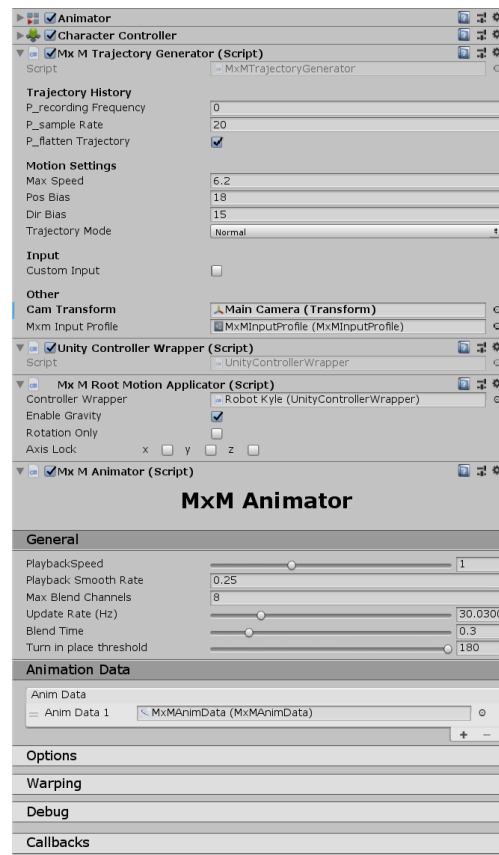 Animator
Character Controller
Mx M Trajectory Generator (Script)
Script MxMTrajectoryGenerator
Trajectory History
P_recording Frequency 0
P_sample Rate 20
P_flatten Trajectory
Motion Settings
Max Speed 6.2
Pos Bias 18
Dir Bias 15
Trajectory Mode Normal
Input
Custom Input
Other
Cam Transform Main Camera (Transform)
Mxm Input Profile MxMInputProfile (MxMInputProfile)
Unity Controller Wrapper (Script)
Script UnityControllerWrapper
Mx M Root Motion Applicator (Script)
Controller Wrapper Robot Kyle (UnityControllerWrapper)
Enable Gravity
Rotation Only
Axis Lock x y z
Mx M Animator (Script)
MxM Animator
General
PlaybackSpeed 1
Playback Smooth Rate 0.25
Max Blend Channels 8
Update Rate (Hz) 30.0300
Blend Time 0.3
Turn in place threshold 180
Animation Data
Anim Data
Anim Data 1 MxMAnimData (MxMAnimData)
+ −
Options
Warping
Debug
Callbacks